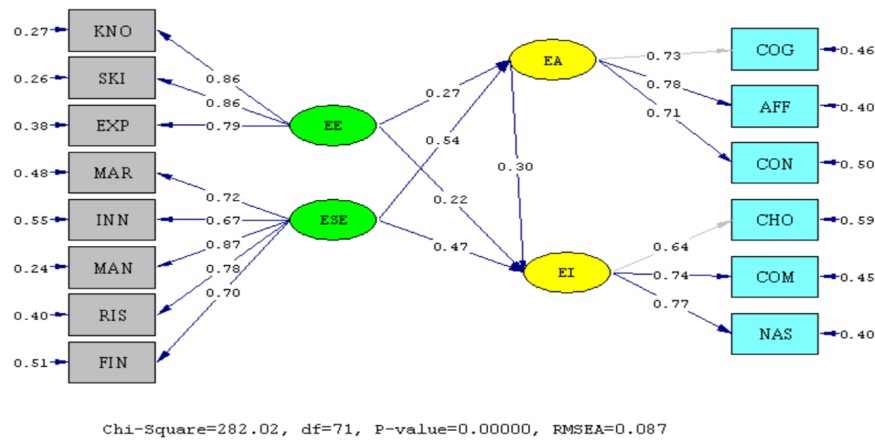 0.27 KNO
0.26 SKI
0.38 EXP
0.48 MAR
0.55 INN
0.24 MAN
0.40 RIS
0.51 FIN
0.86
0.86
0.79
0.72
0.67
0.87
0.78
0.70
EE
ESE
0.27
0.54
0.22
0.47
EA
0.30
EI
0.73
0.78
0.71
0.64
0.74
0.77
COG 0.46
AFF 0.40
CON 0.50
CHO 0.59
COM 0.45
NAS 0.40
Chi-Square=282.02, df=71, P-value=0.00000, RMSEA=0.087